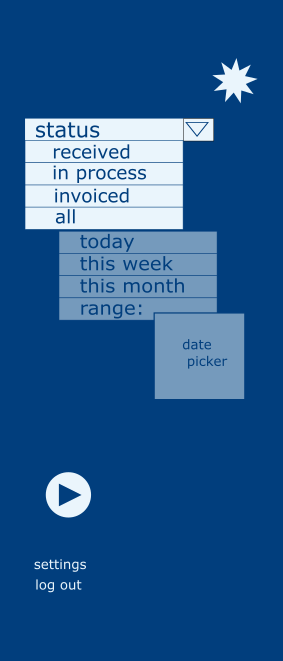 status
received
in process
invoiced
all
today
this week
this month
range:
date
picker
settings
log out